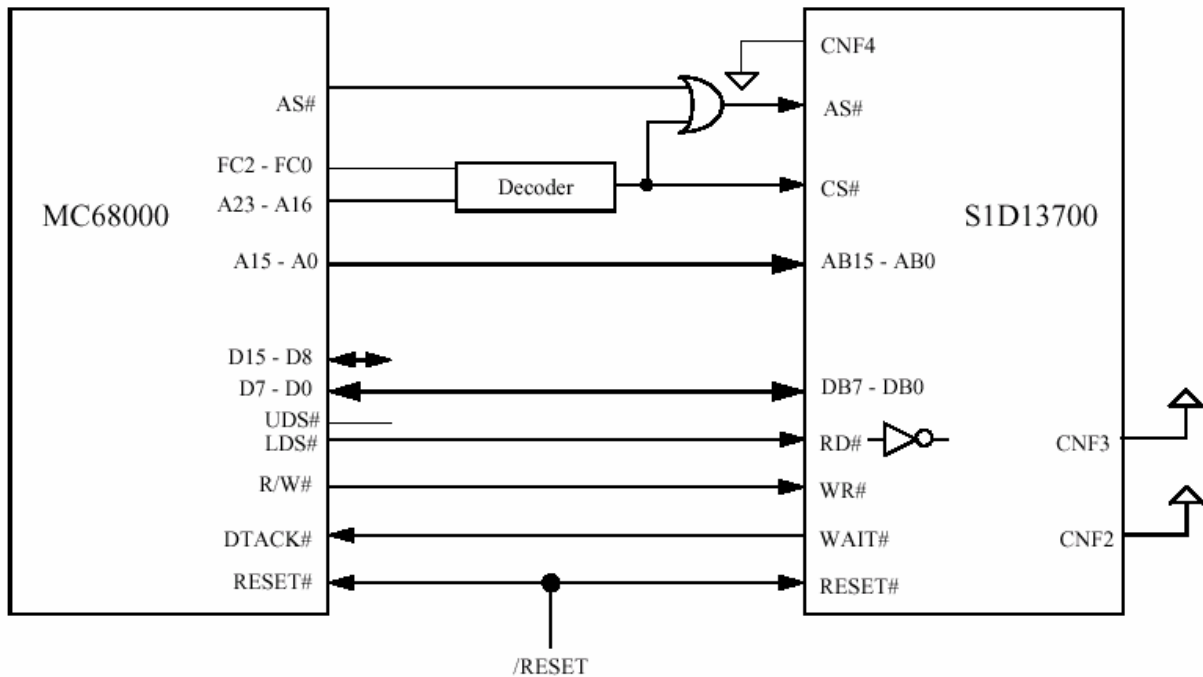 CNF4
AS#
AS#
FC2 - FC0
Decoder
CS#
A23 - A16
MC68000
S1D13700
A15 - A0
AB15 - AB0
D15 - D8
D7 - D0
DB7 - DB0
UDS#
LDS#
RD#
CNF3
R/W#
WR#
DTACK#
WAIT#
CNF2
RESET#
RESET#
/RESET